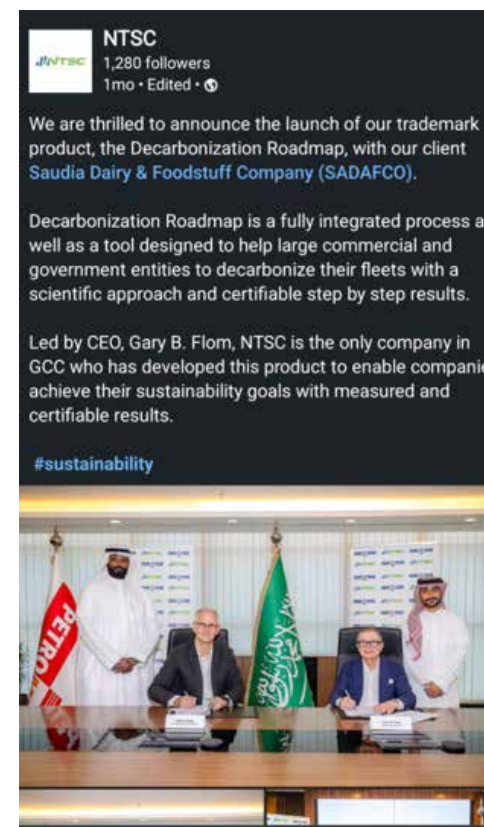 NTSC
NTSC
1,280 followers
1mo • Edited •
We are thrilled to announce the launch of our trademark
product, the Decarbonization Roadmap, with our client
Saudia Dairy & Foodstuff Company (SADAFCO).
Decarbonization Roadmap is a fully integrated process a
well as a tool designed to help large commercial and
government entities to decarbonize their fleets with a
scientific approach and certifiable step by step results.
Led by CEO, Gary B. Flom, NTSC is the only company in
GCC who has developed this product to enable companie
achieve their sustainability goals with measured and
certifiable results.
#sustainability
PETRO